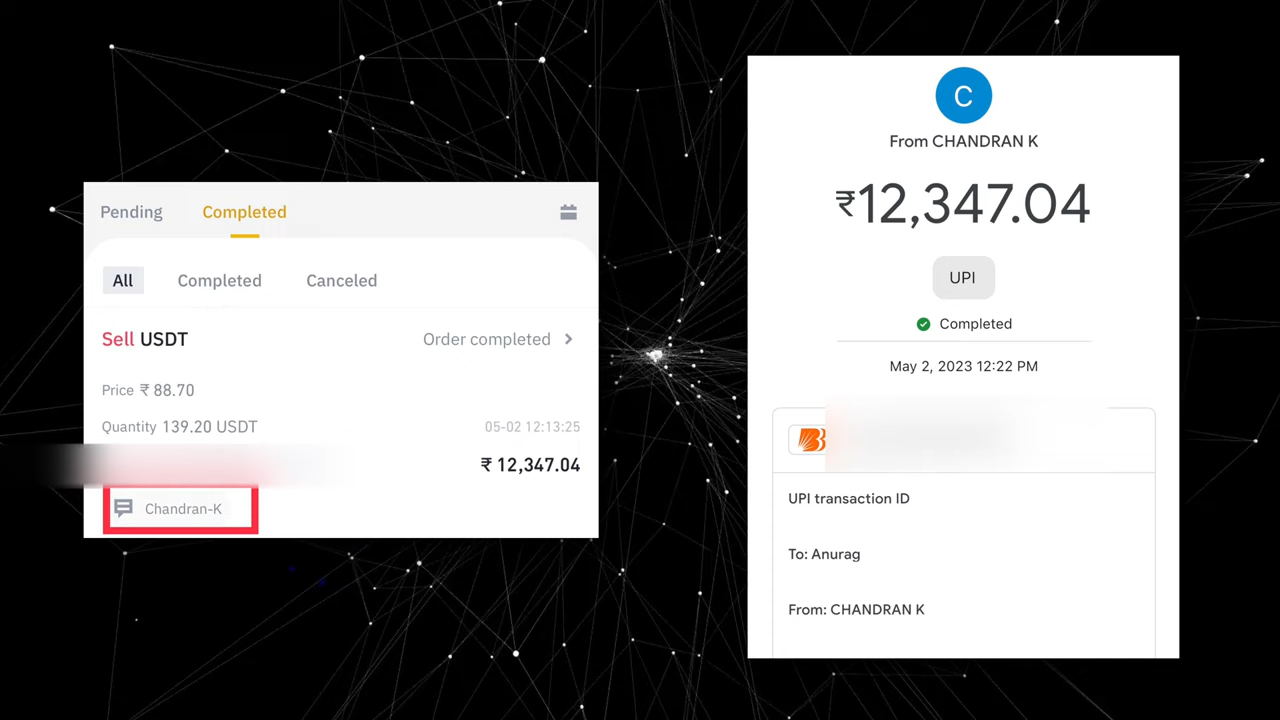 Pending Completed
All Completed Canceled
Sell USDT Order completed
Price ₹ 88.70
Quantity 139.20 USDT 05-02 12:13:25
₹ 12,347.04
Chandran-K
C
From CHANDRAN K
₹12,347.04
UPI
Completed
May 2, 2023 12:22 PM
UPI transaction ID
To: Anurag
From: CHANDRAN K